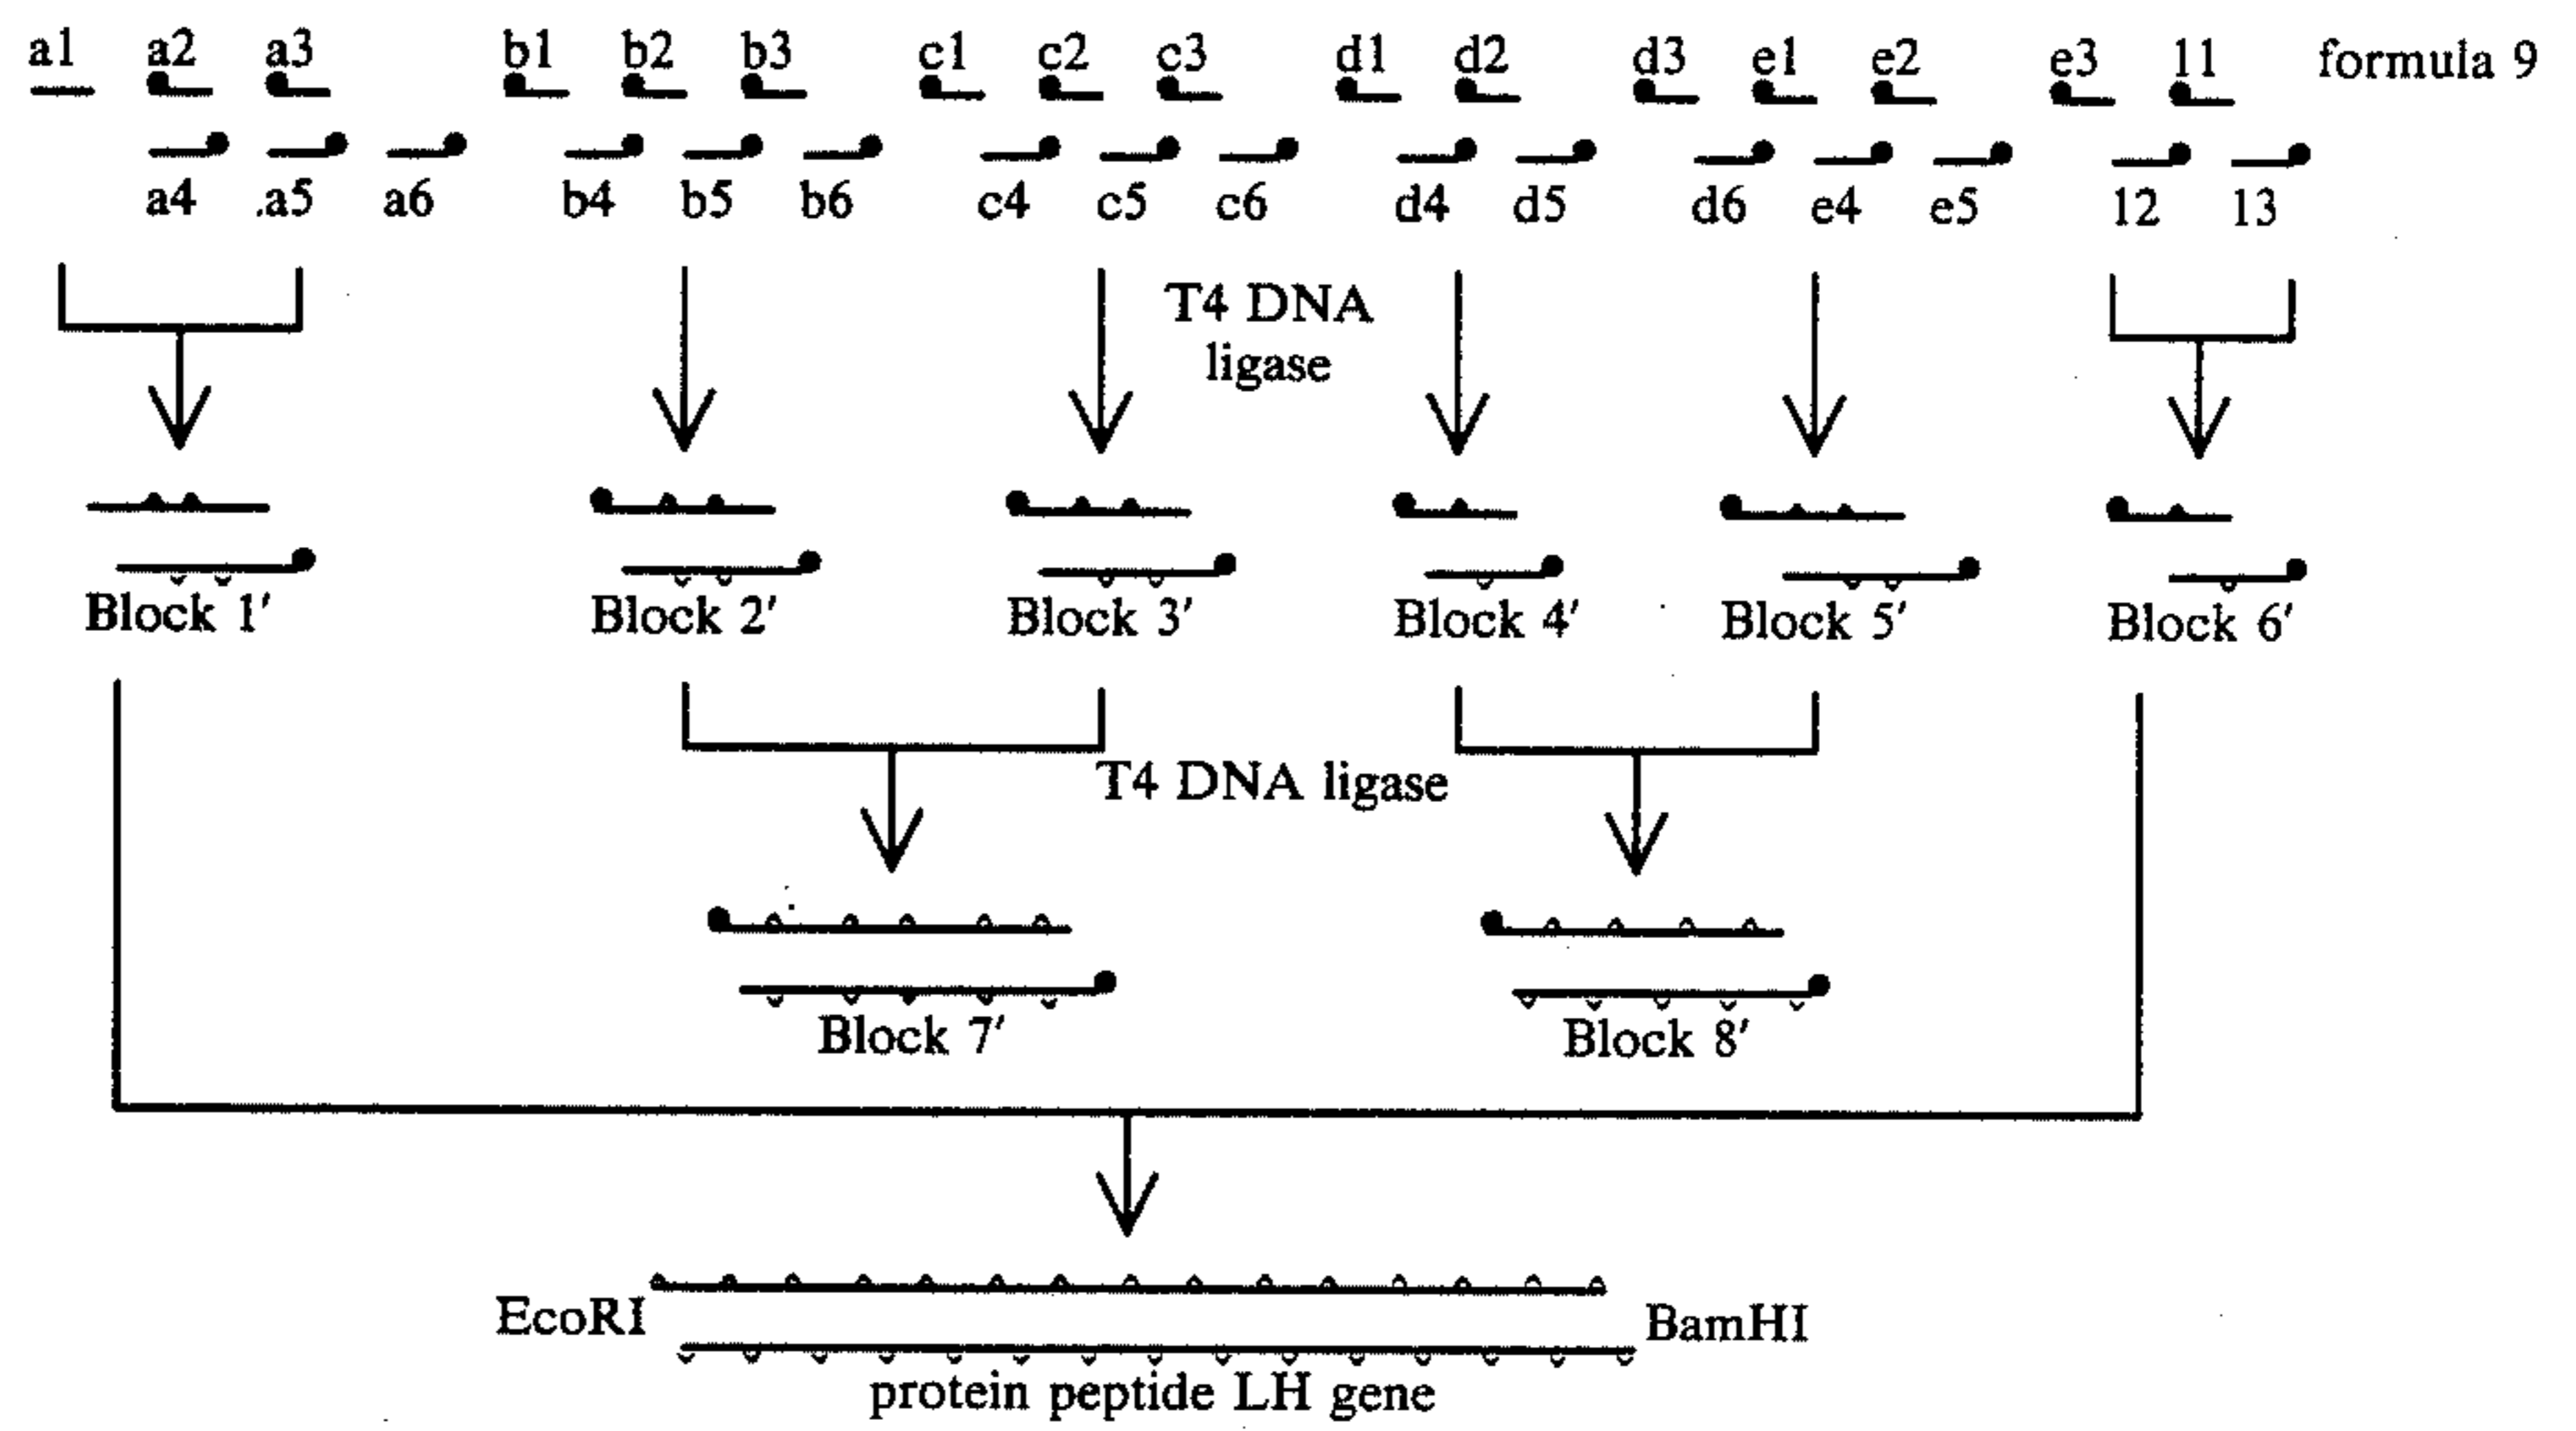 a1 a2 a3 b1 b2 b3 c1 c2 c3 d1 d2 d3 e1 e2 e3 11 formula 9
a4 .a5 a6 b4 b5 b6 c4 c5 c6 d4 d5 d6 e4 e5 12 13
T4 DNA
ligase
Block 1′ Block 2′ Block 3′ Block 4′ Block 5′ Block 6′
T4 DNA ligase
Block 7′ Block 8′
EcoRI BamHI
protein peptide LH gene